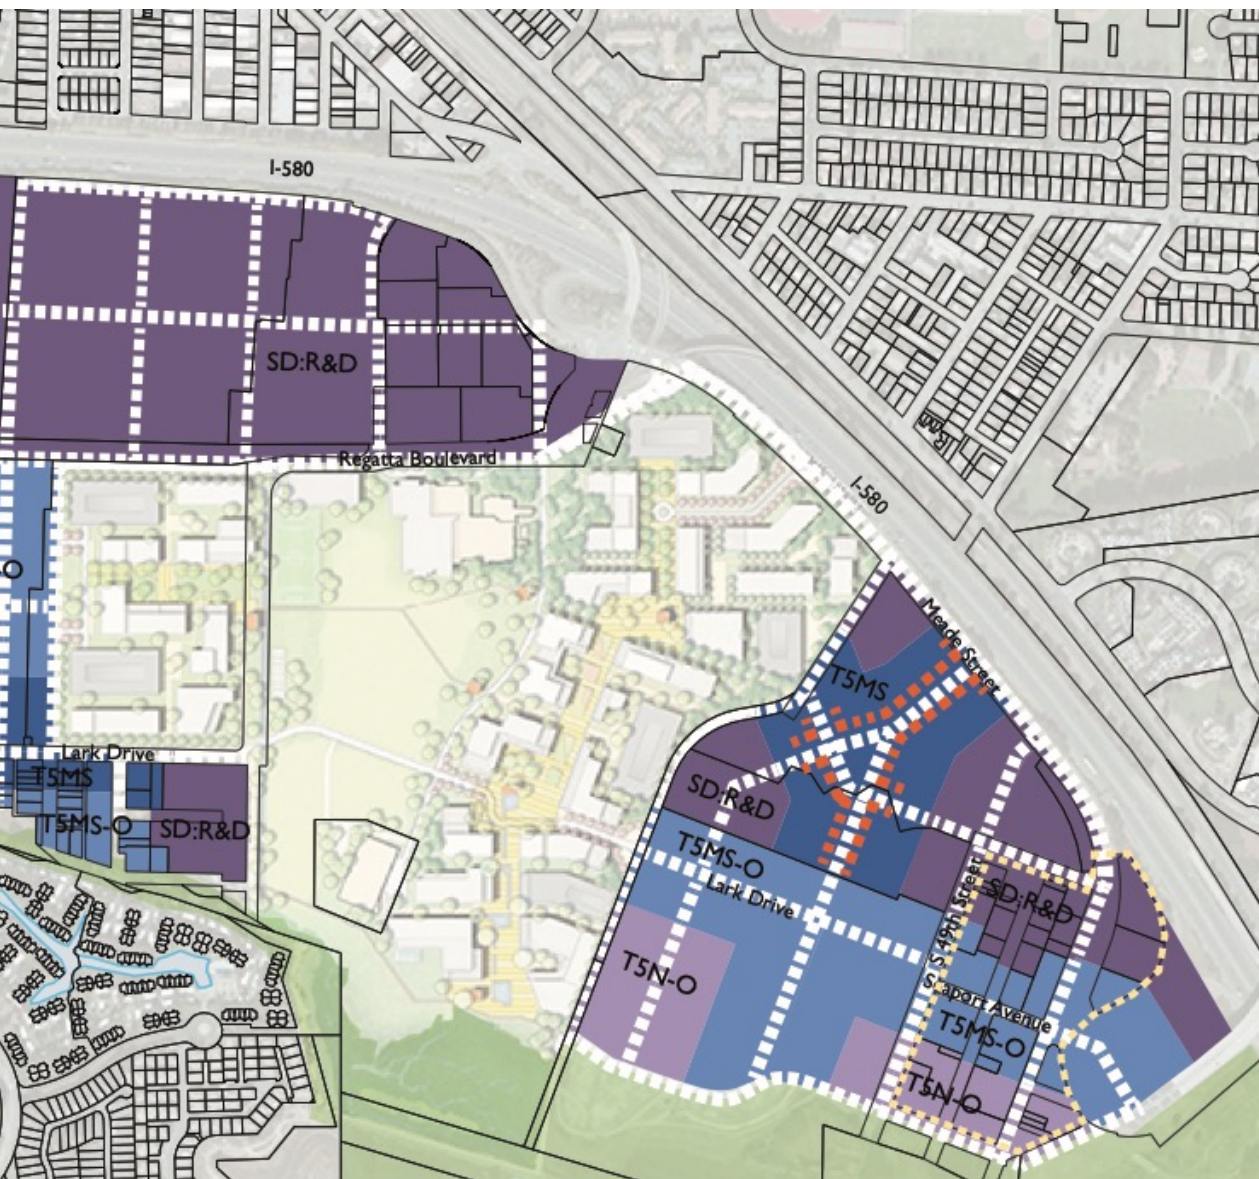 I-580
SD:R&D
Regatta Boulevard
I-580
O
Meade Street
T5MS
Lark Drive
T5MS
SD:R&D
T5MS-O
SD:R&D
T5MS-O
Lark Drive
SD:R&D
S 49th Street
T5N-O
Seaport Avenue
T5MS-O
T5N-O